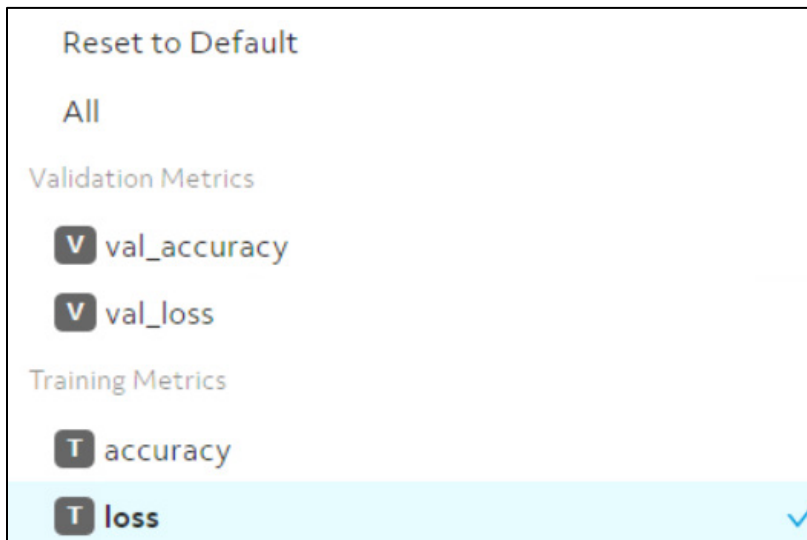 Reset to Default
All
Validation Metrics
V val_accuracy
V val_loss
Training Metrics
T accuracy
T loss